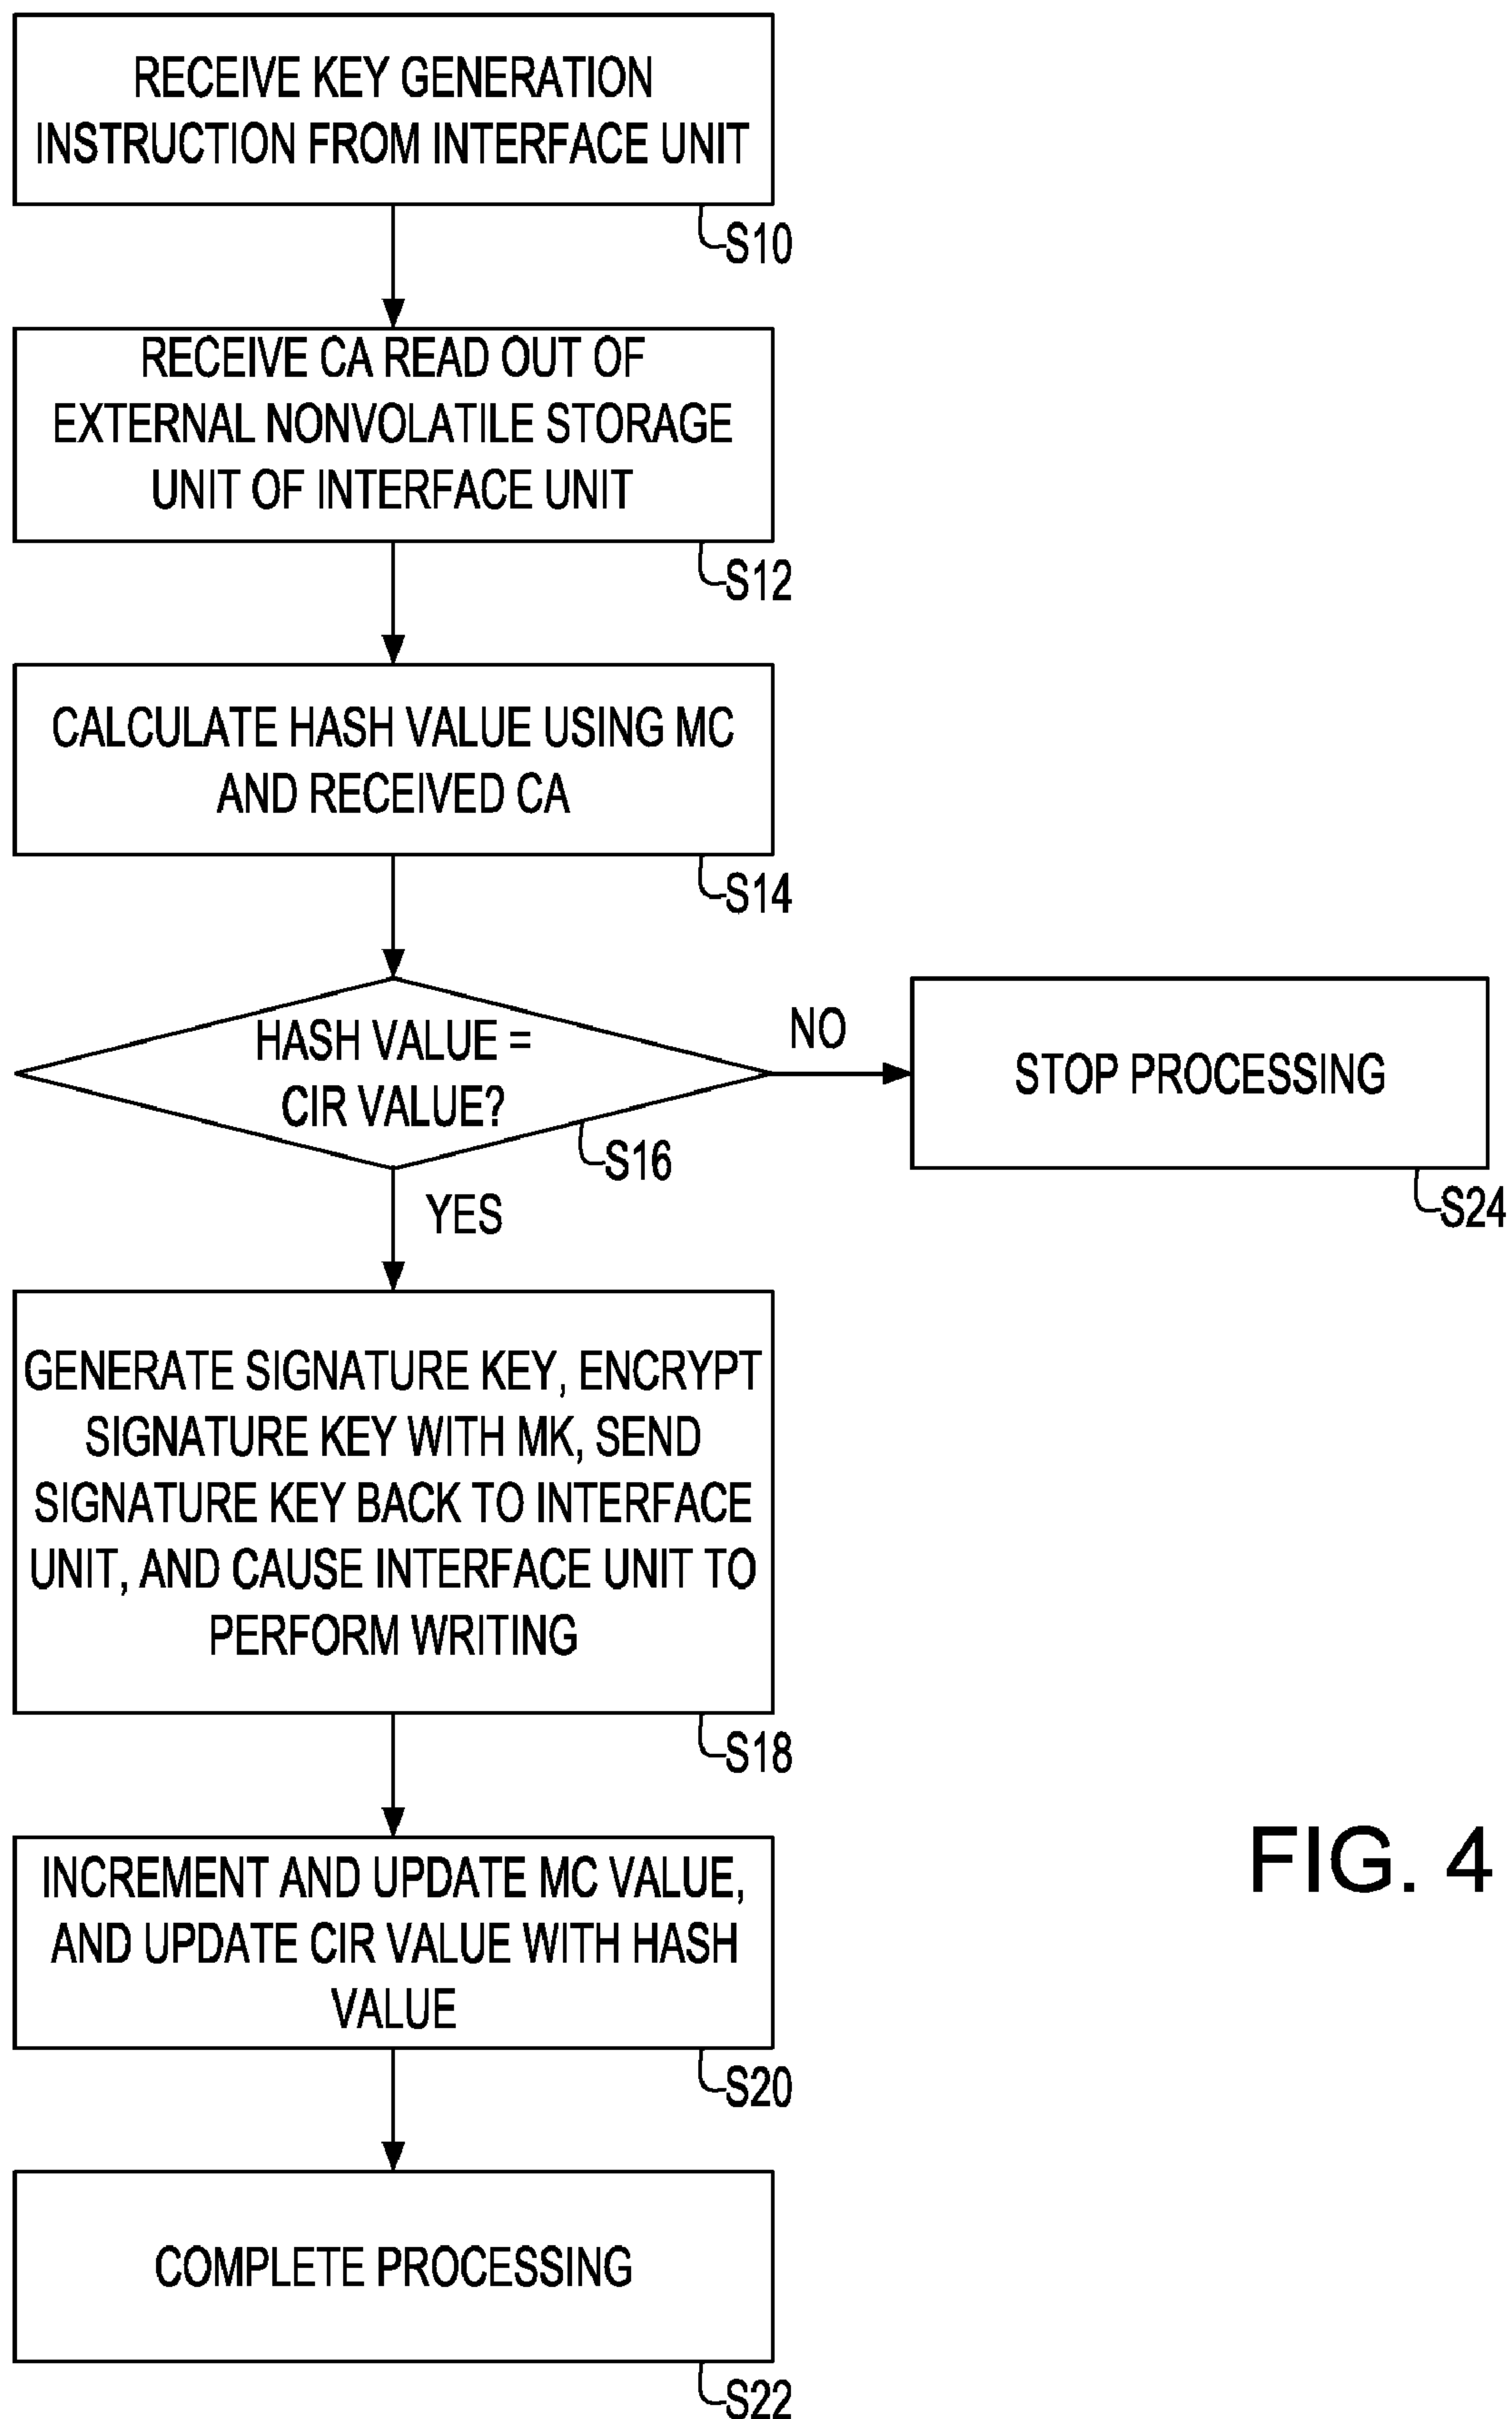 RECEIVE KEY GENERATION
INSTRUCTION FROM INTERFACE UNIT
S10
RECEIVE CA READ OUT OF
EXTERNAL NONVOLATILE STORAGE
UNIT OF INTERFACE UNIT
S12
CALCULATE HASH VALUE USING MC
AND RECEIVED CA
S14
HASH VALUE =
CIR VALUE?
S16
NO
STOP PROCESSING
S24
YES
GENERATE SIGNATURE KEY, ENCRYPT
SIGNATURE KEY WITH MK, SEND
SIGNATURE KEY BACK TO INTERFACE
UNIT, AND CAUSE INTERFACE UNIT TO
PERFORM WRITING
S18
INCREMENT AND UPDATE MC VALUE,
AND UPDATE CIR VALUE WITH HASH
VALUE
S20
COMPLETE PROCESSING
S22
FIG. 4